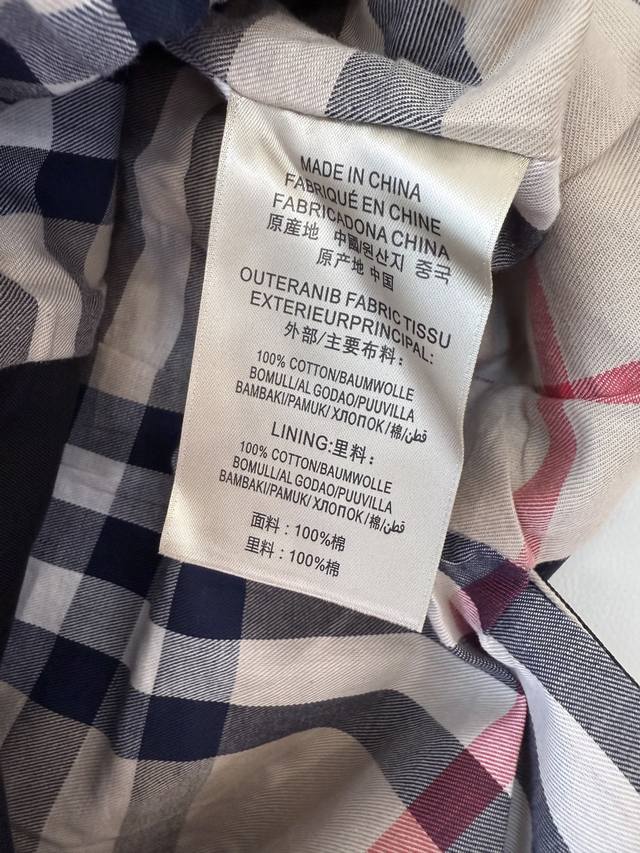 MADE IN CHINA
FABRIQUÉ EN CHINE
FABRICADONA CHINA
原産地 中國/원산지 중국
原产地 中国
OUTERANIB FABRIC TISSU
EXTERIEURPRINCIPAL:
外部/主要布料:
100% COTTON/BAUMWOLLE
BOMULL/AL GODAO/PUUVILLA
BAMBAKI/PAMUK/ХЛОПОК/棉/قطن
LINING:里料:
100% COTTON/BAUMWOLLE
BOMULL/AL GODAO/PUUVILLA
BAMBAKI/PAMUK/ХЛОПОК/棉/قطن
面料:100%棉
里料:100%棉